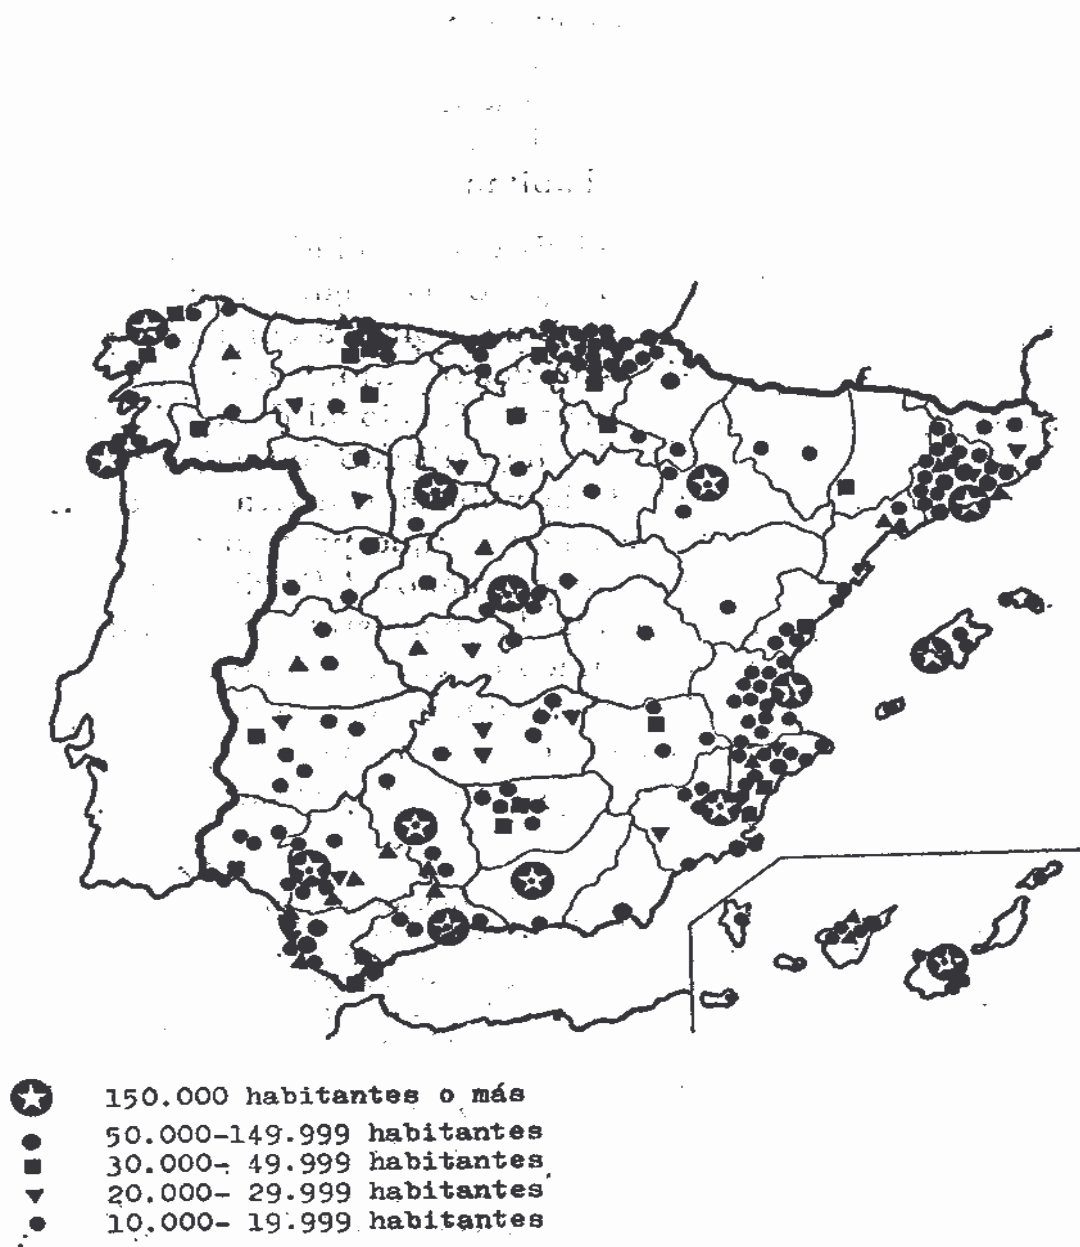 150.000 habitantes o más
50.000-149.999 habitantes
30.000- 49.999 habitantes
20.000- 29.999 habitantes
10.000- 19.999 habitantes